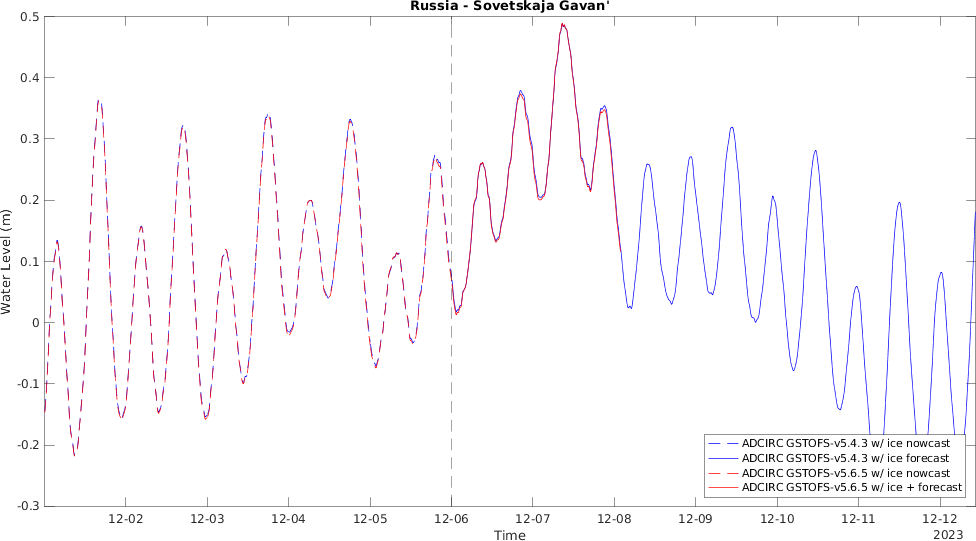 Russia - Sovetskaja Gavan'
0.5
0.4
0.3
0.2
0.1
0
-0.1
-0.2
-0.3
Water Level (m)
ADCIRC GSTOFS-v5.4.3 w/ ice nowcast
ADCIRC GSTOFS-v5.4.3 w/ ice forecast
ADCIRC GSTOFS-v5.6.5 w/ ice nowcast
ADCIRC GSTOFS-v5.6.5 w/ ice + forecast
12-02 12-03 12-04 12-05 12-06 12-07 12-08 12-09 12-10 12-11 12-12
Time
2023